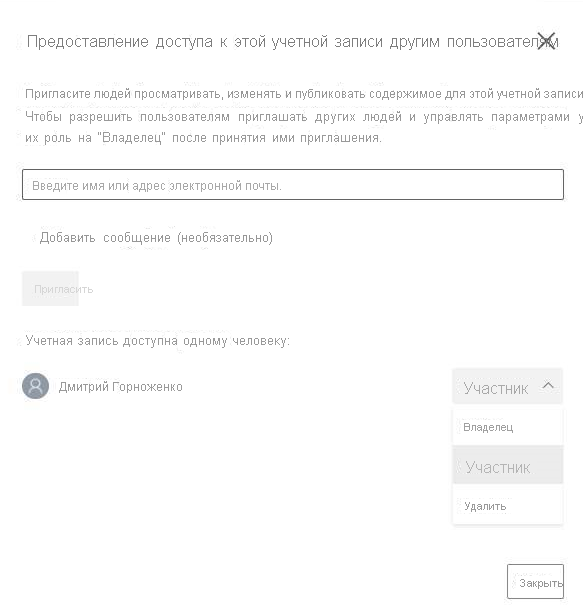 Предоставление доступа к этой учетной записи другим пользователям
Пригласите людей просматривать, изменять и публиковать содержимое для этой учетной записи
Чтобы разрешить пользователям приглашать других людей и управлять параметрами у
их роль на "Владелец" после принятия ими приглашения.
Введите имя или адрес электронной почты.
Добавить сообщение (необязательно)
Пригласить
Учетная запись доступна одному человеку:
Дмитрий Горноженко
Участник
Владелец
Участник
Удалить
Закрыть